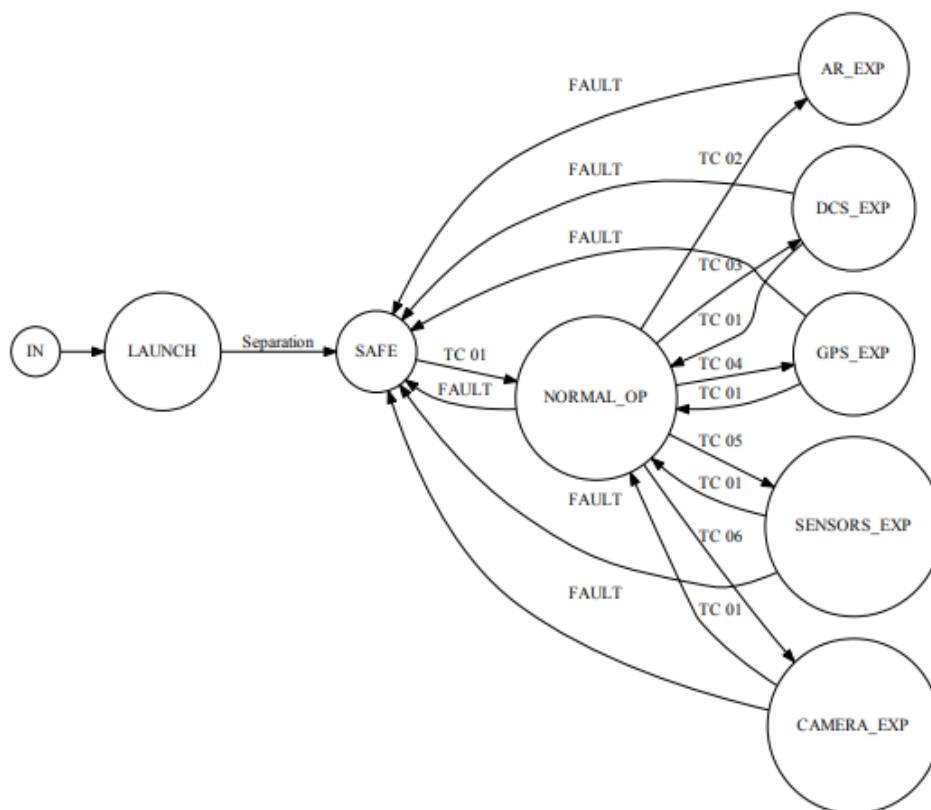 AR_EXP
FAULT
TC 02
FAULT
DCS_EXP
FAULT
TC 03
TC 01
IN
LAUNCH
Separation
SAFE
TC 01
FAULT
NORMAL_OP
TC 04
TC 01
GPS_EXP
TC 05
TC 01
FAULT
SENSORS_EXP
TC 06
FAULT
TC 01
CAMERA_EXP